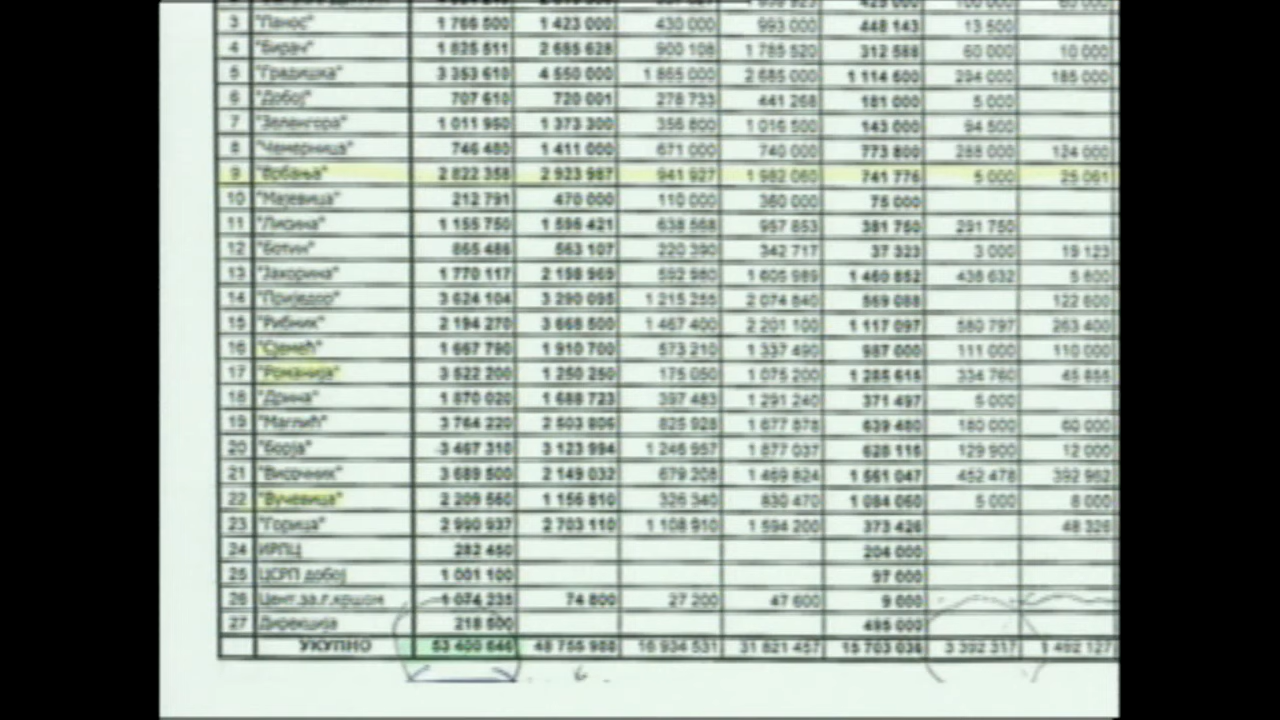 3 "Панос" 1 766 500 1 423 000 430 000 993 000 448 143 13 500
4 "Бирач" 1 825 511 2 685 628 900 108 1 785 520 312 588 60 000 10 000
5 "Градишка" 3 353 610 4 550 000 1 865 000 2 685 000 1 114 600 294 000 185 000
6 "Добој" 707 610 720 001 278 733 441 268 181 000 5 000
7 "Зеленгора" 1 011 950 1 373 300 356 800 1 016 500 143 000 94 500
8 "Чемерница" 746 480 1 411 000 671 000 740 000 773 800 288 000 124 000
9 "Врбања" 2 822 358 2 923 987 941 927 1 982 060 741 776 5 000 25 061
10 "Мајевица" 212 791 470 000 110 000 360 000 75 000
11 "Лисина" 1 155 750 1 596 421 638 568 957 853 381 750 291 750
12 "Ботин" 865 486 563 107 220 390 342 717 37 323 3 000 19 123
13 "Јахорина" 1 770 117 2 198 969 592 980 1 605 989 1 460 852 438 632 5 800
14 "Приједор" 3 624 104 3 290 095 1 215 255 2 074 840 569 088 122 800
15 "Рибник" 2 194 270 3 668 500 1 467 400 2 201 100 1 117 097 580 797 263 400
16 "Сјемећ" 1 667 790 1 910 700 573 210 1 337 490 987 000 111 000 110 000
17 "Романија" 3 522 200 1 250 250 175 050 1 075 200 1 285 615 334 760 45 855
18 "Дрина" 1 870 020 1 688 723 397 483 1 291 240 371 497 5 000
19 "Маглић" 3 764 220 2 503 806 825 928 1 677 878 639 480 180 000 60 000
20 "Борја" 3 467 310 3 123 994 1 246 957 1 877 037 628 115 129 900 12 000
21 "Височник" 3 689 500 2 149 032 679 208 1 469 824 1 561 047 452 478 392 962
22 "Вучевица" 2 209 560 1 156 810 326 340 830 470 1 084 060 5 000 8 000
23 "Горица" 2 990 937 2 703 110 1 108 910 1 594 200 373 426 48 326
24 ИРПЦ 282 450 204 000
25 ЦСРП добој 1 001 100 97 000
26 Цент.за.г.кршом 1 074 235 74 800 27 200 47 600 9 000
27 Дирекција 218 500 495 000
УКУПНО 53 400 646 48 756 988 16 934 531 31 821 457 15 703 036 3 392 317 1 492 127